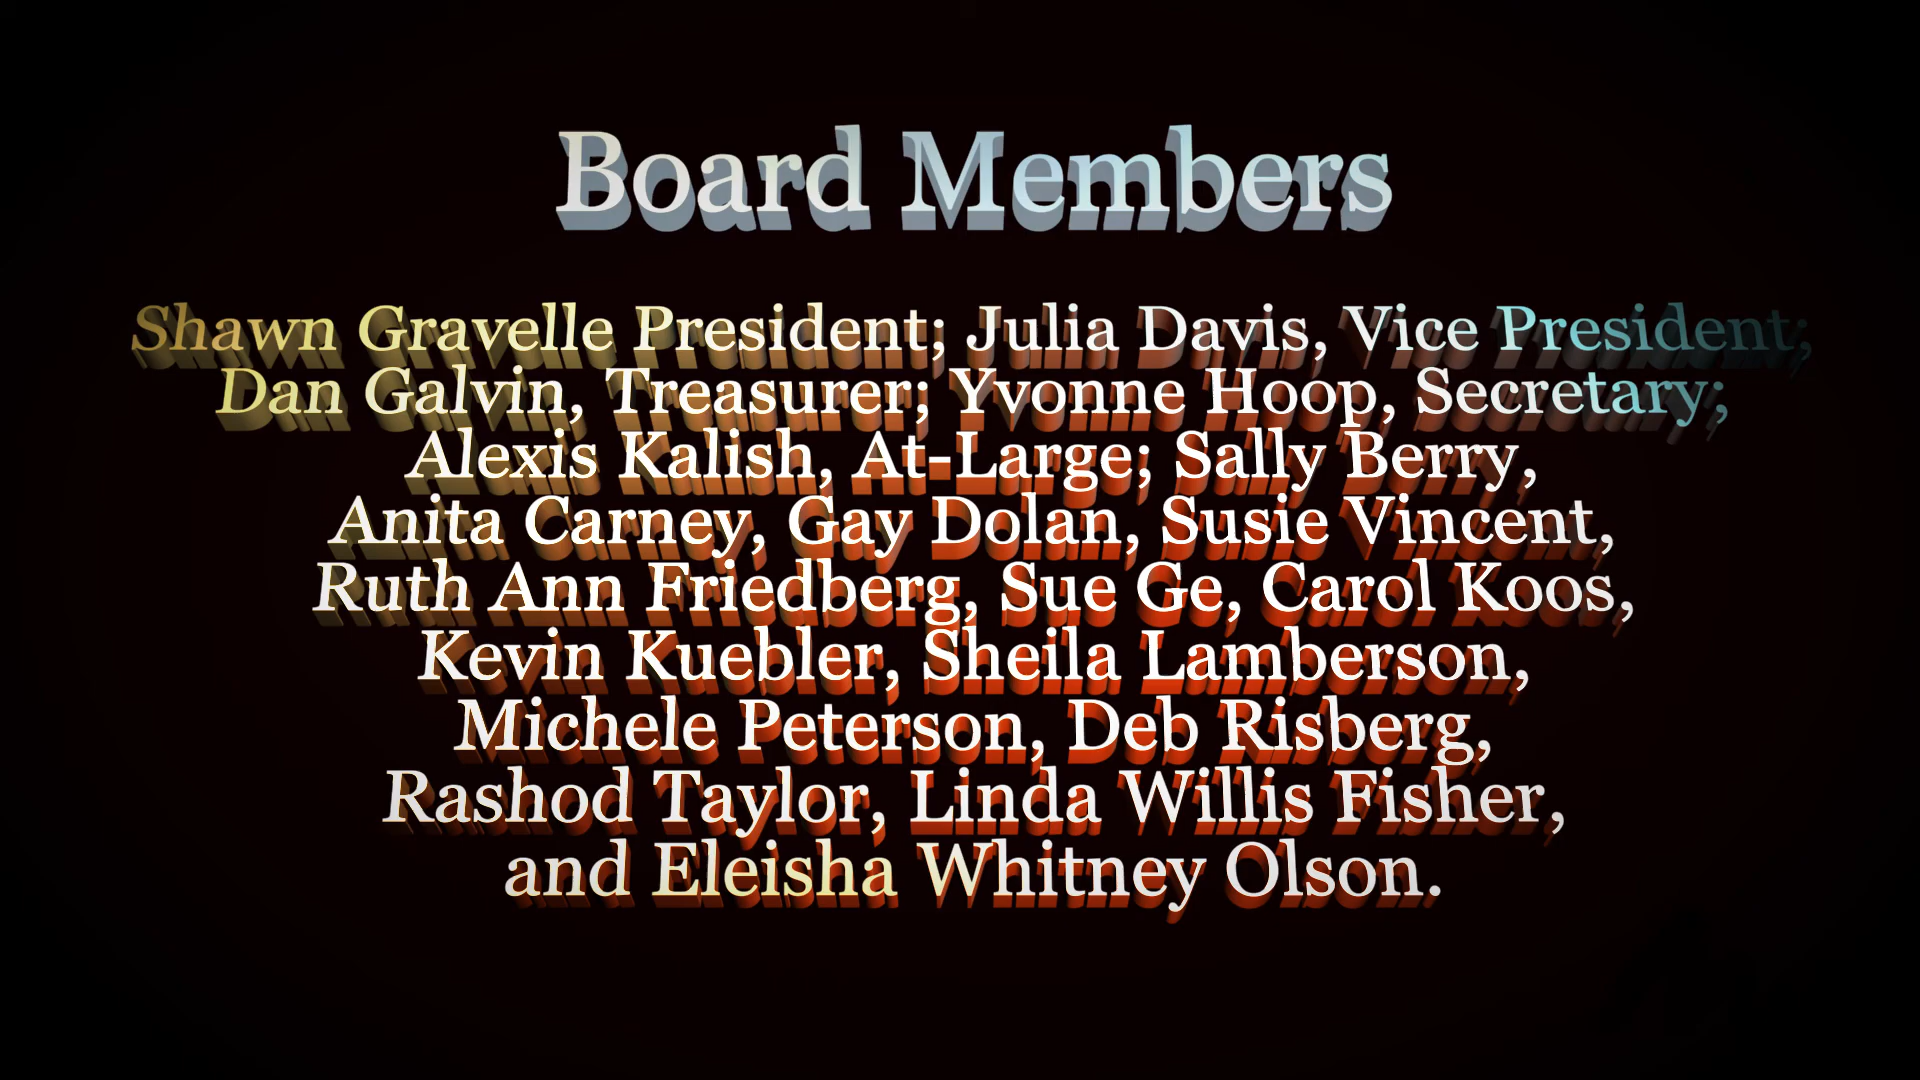 Board Members
Shawn Gravelle President; Julia Davis, Vice President;
Dan Galvin, Treasurer; Yvonne Hoop, Secretary;
Alexis Kalish, At-Large; Sally Berry,
Anita Carney, Gay Dolan, Susie Vincent,
Ruth Ann Friedberg, Sue Ge, Carol Koos,
Kevin Kuebler, Sheila Lamberson,
Michele Peterson, Deb Risberg,
Rashod Taylor, Linda Willis Fisher,
and Eleisha Whitney Olson.